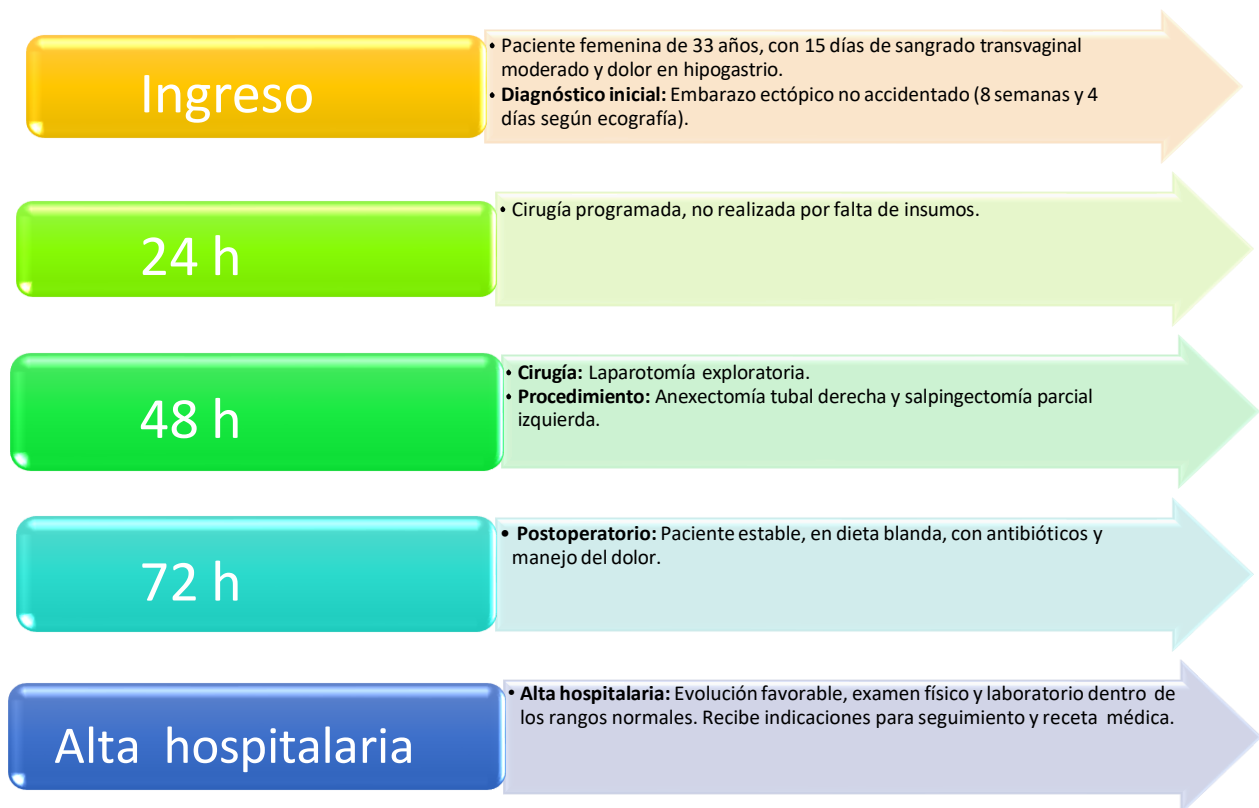 Ingreso
• Paciente femenina de 33 años, con 15 días de sangrado transvaginal
moderado y dolor en hipogastrio.
• Diagnóstico inicial: Embarazo ectópico no accidentado (8 semanas y 4
días según ecografía).
24 h
• Cirugía programada, no realizada por falta de insumos.
48 h
• Cirugía: Laparotomía exploratoria.
• Procedimiento: Anexectomía tubal derecha y salpingectomía parcial
izquierda.
72 h
• Postoperatorio: Paciente estable, en dieta blanda, con antibióticos y
manejo del dolor.
Alta hospitalaria
• Alta hospitalaria: Evolución favorable, examen físico y laboratorio dentro de
los rangos normales. Recibe indicaciones para seguimiento y receta médica.